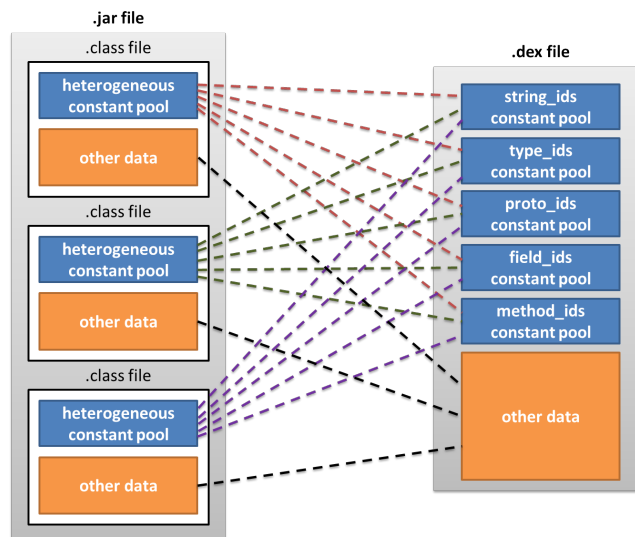 .jar file
.class file
heterogeneous
constant pool
other data
.class file
heterogeneous
constant pool
other data
.class file
heterogeneous
constant pool
other data
.dex file
string_ids
constant pool
type_ids
constant pool
proto_ids
constant pool
field_ids
constant pool
method_ids
constant pool
other data